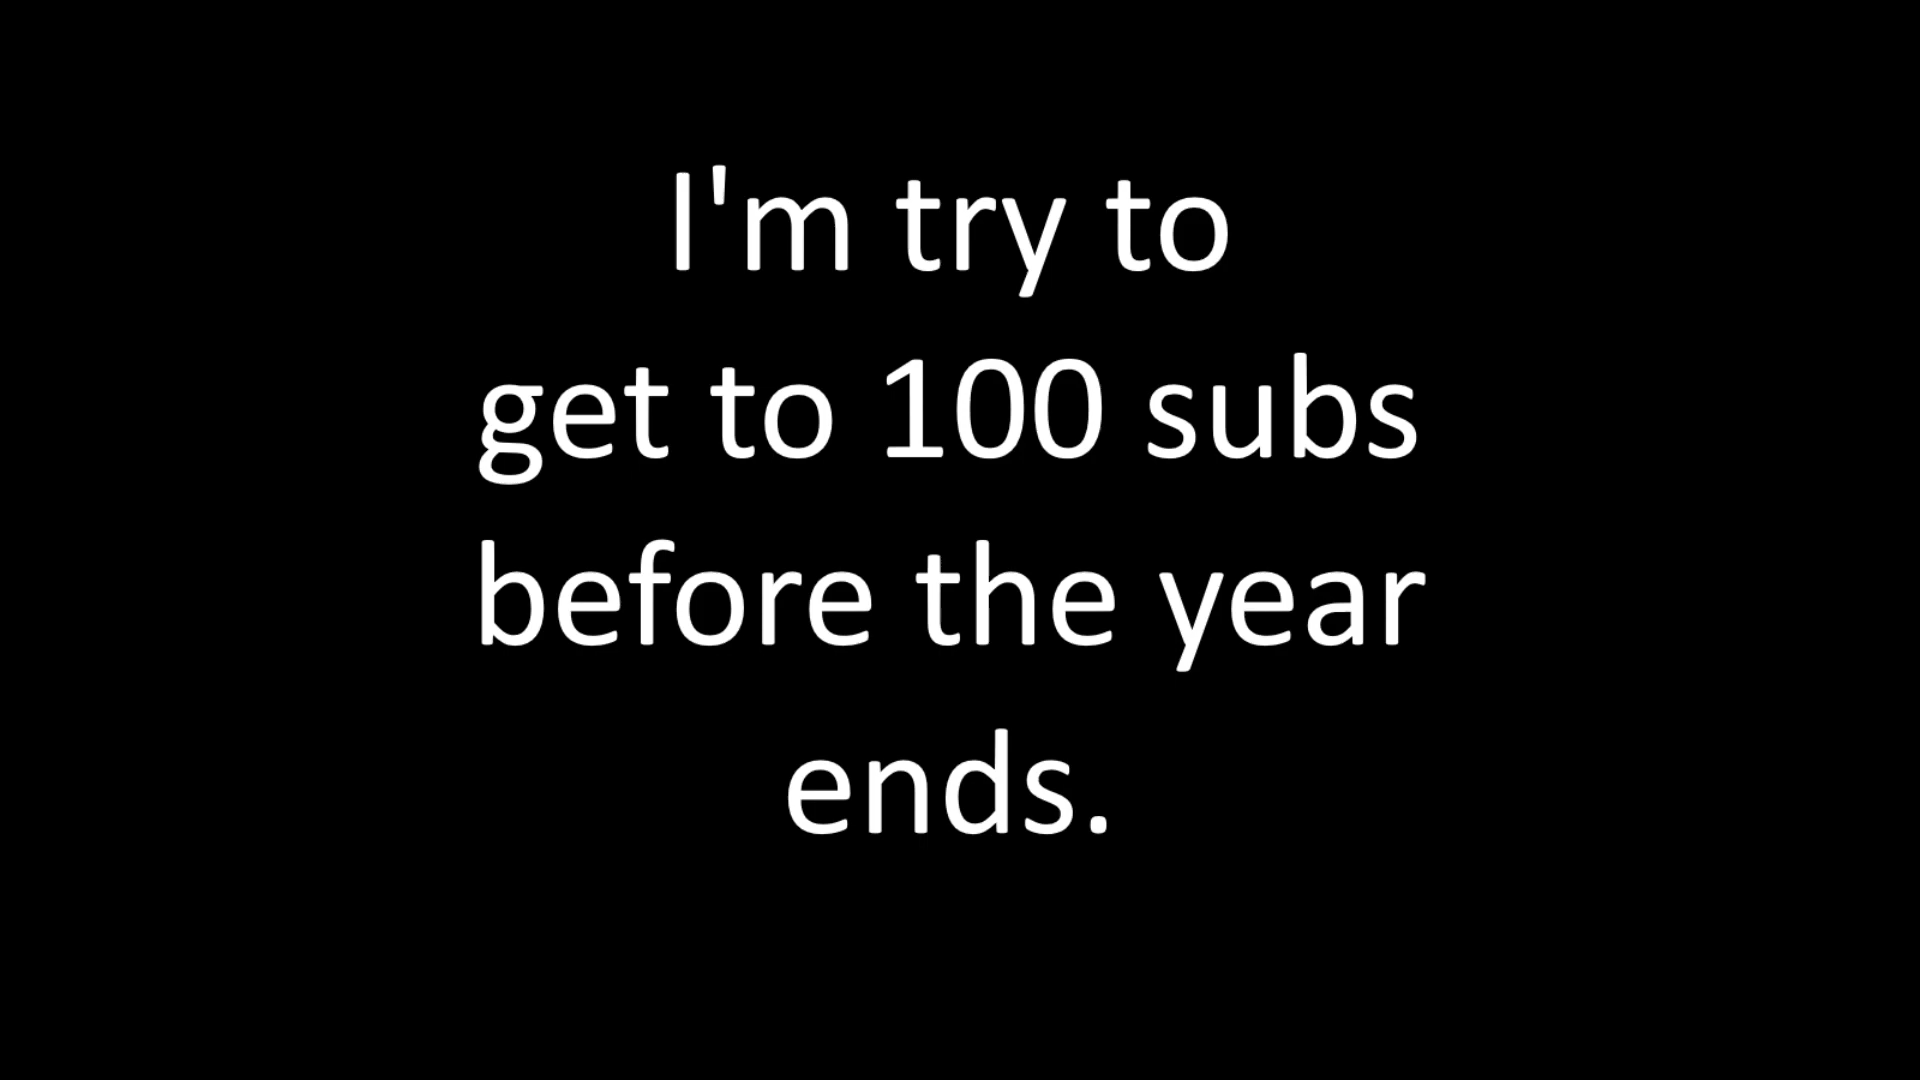 I'm try to
get to 100 subs
before the year
ends.